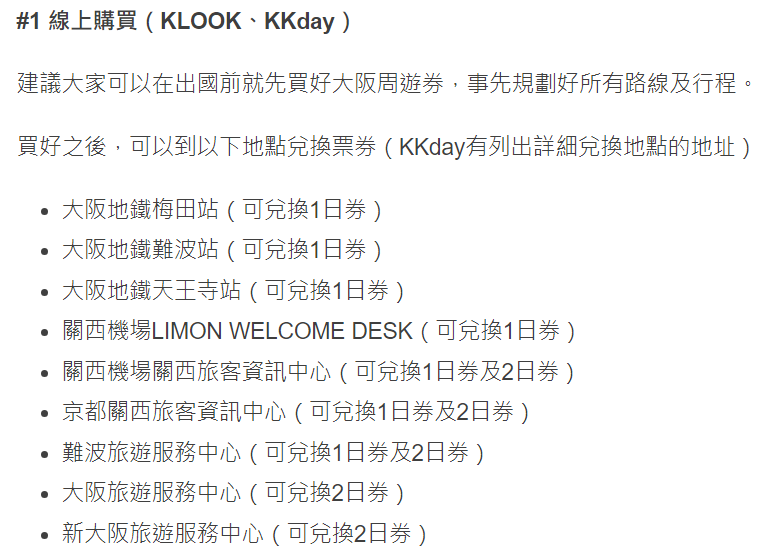 #1 線上購買（KLOOK、KKday）
建議大家可以在出國前就先買好大阪周遊券，事先規劃好所有路線及行程。
買好之後，可以到以下地點兌換票券（KKday有列出詳細兌換地點的地址）
• 大阪地鐵梅田站（可兌換1日券）
• 大阪地鐵難波站（可兌換1日券）
• 大阪地鐵天王寺站（可兌換1日券）
• 關西機場LIMON WELCOME DESK（可兌換1日券）
• 關西機場關西旅客資訊中心（可兌換1日券及2日券）
• 京都關西旅客資訊中心（可兌換1日券及2日券）
• 難波旅遊服務中心（可兌換1日券及2日券）
• 大阪旅遊服務中心（可兌換2日券）
• 新大阪旅遊服務中心（可兌換2日券）